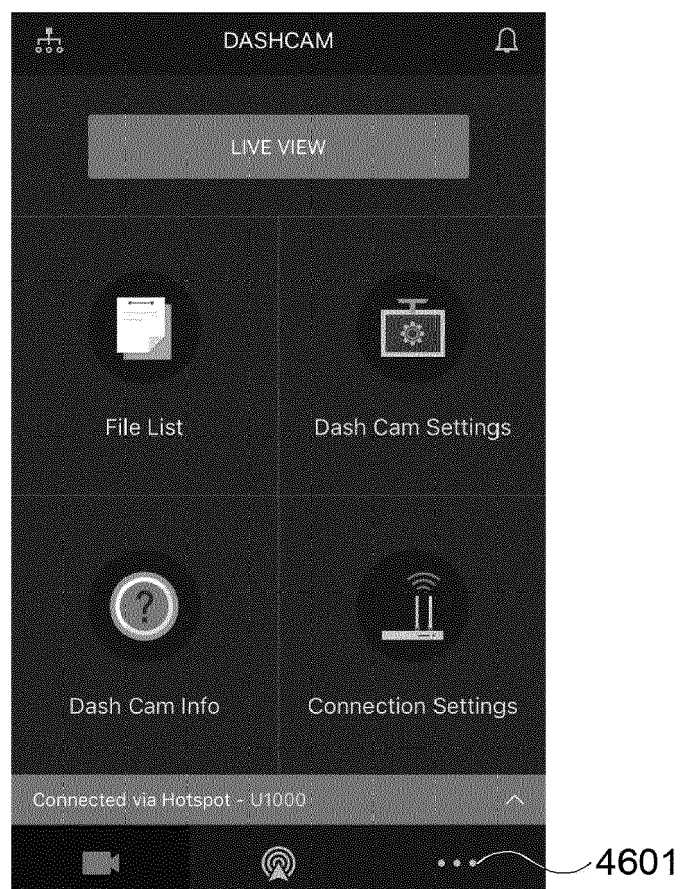 DASHCAM
LIVE VIEW
File List
Dash Cam Settings
?
Dash Cam Info
Connection Settings
Connected via Hotspot - U1000
4601